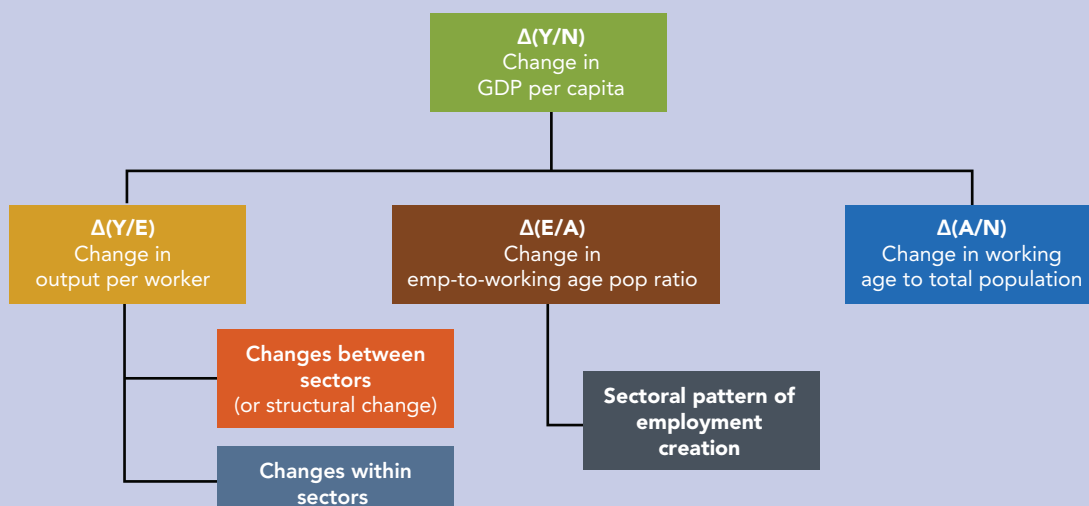 Δ(Y/N)
Change in
GDP per capita
Δ(Y/E)
Change in
output per worker
Δ(E/A)
Change in
emp-to-working age pop ratio
Δ(A/N)
Change in working
age to total population
Changes between
sectors
(or structural change)
Sectoral pattern of
employment
creation
Changes within
sectors